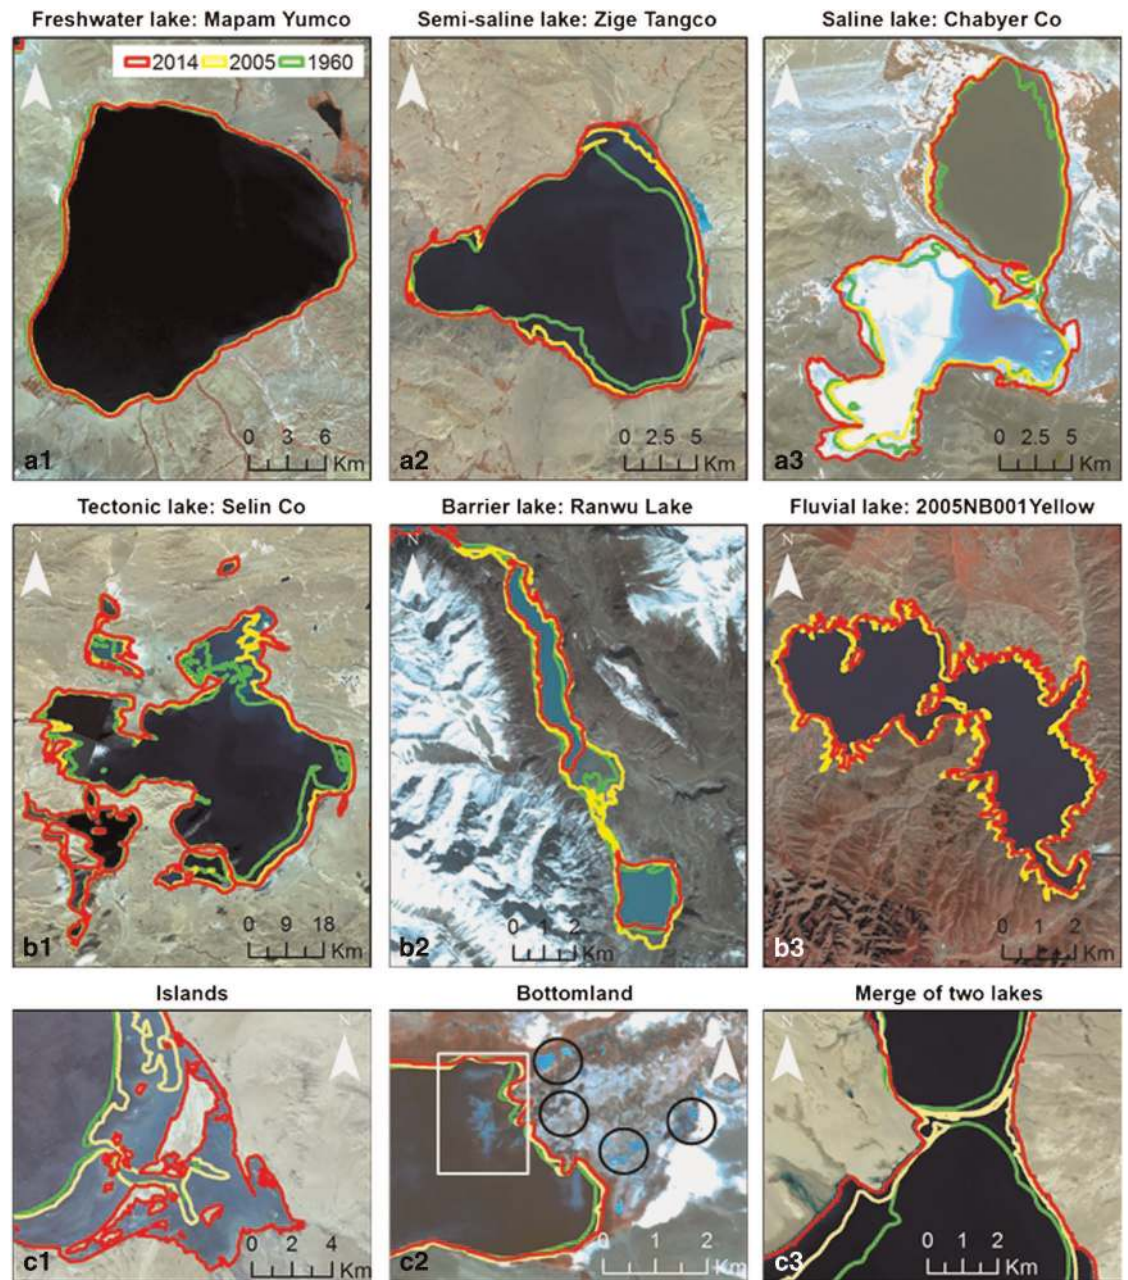 Freshwater lake: Mapam Yumco
Semi-saline lake: Zige Tangco
Saline lake: Chabyer Co
N
2014 2005 1960
0 3 6
Km
a1
N
0 2.5 5
Km
a2
N
0 2.5 5
Km
a3
Tectonic lake: Selin Co
Barrier lake: Ranwu Lake
Fluvial lake: 2005NB001Yellow
N
0 9 18
Km
b1
N
0 1 2
Km
b2
N
0 1 2
Km
b3
Islands
Bottomland
Merge of two lakes
N
0 2 4
Km
c1
N
0 1 2
Km
c2
N
0 1 2
Km
c3